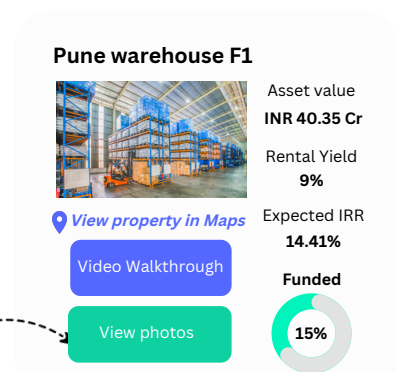 Pune warehouse F1
Asset value
INR 40.35 Cr
Rental Yield
9%
View property in Maps
Expected IRR
14.41%
Video Walkthrough
Funded
View photos
15%